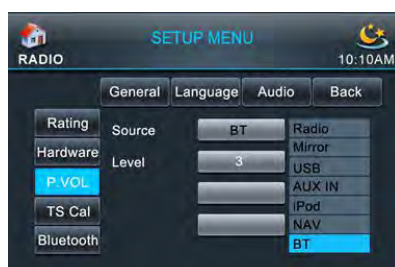 SETUP MENU
RADIO 10:10AM
General Language Audio Back
Rating
Hardware
P.VOL
TS Cal
Bluetooth
Source BT
Level 3
Radio
Mirror
USB
AUX IN
iPod
NAV
BT